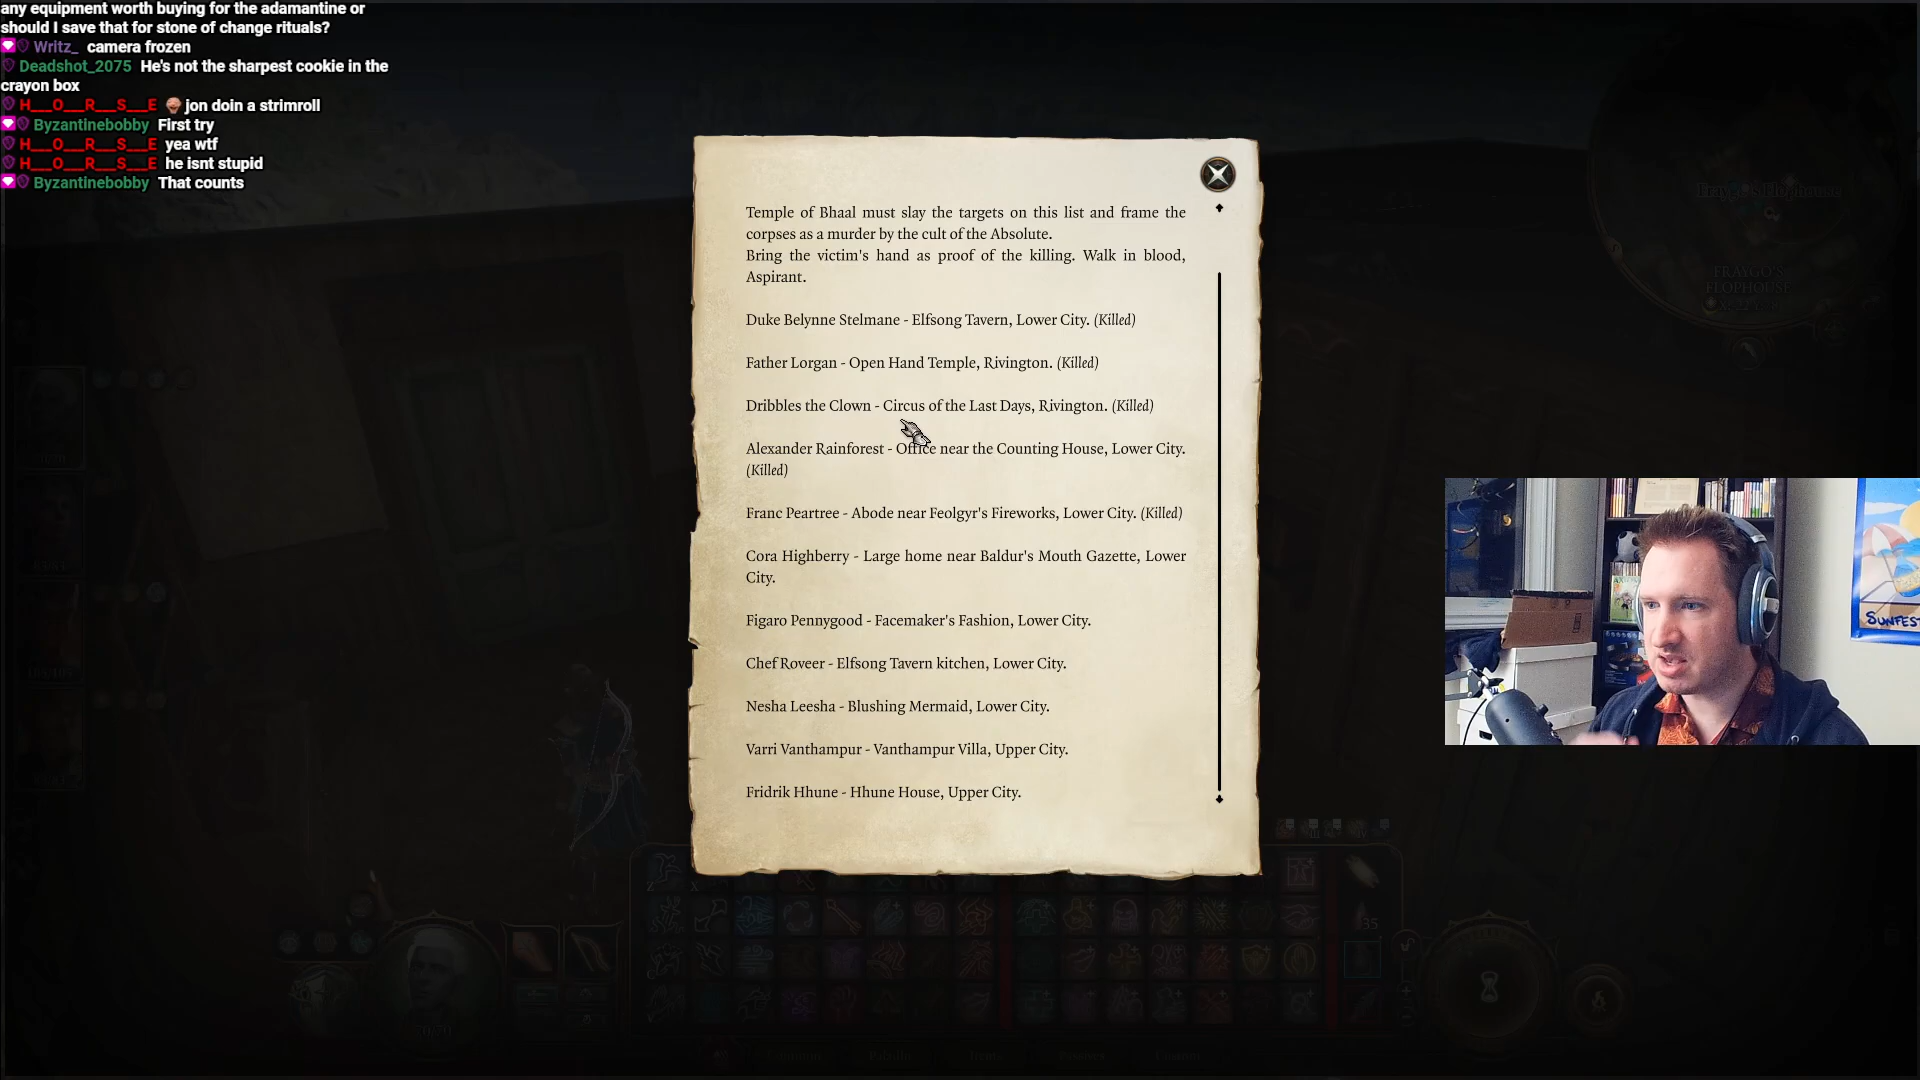 any equipment worth buying for the adamantine or
should I save that for stone of change rituals?
Writz_ camera frozen
Deadshot_2075 He's not the sharpest cookie in the
crayon box
H__O__R__S__E jon doin a strimroll
Byzantinebobby First try
H__O__R__S__E yea wtf
H__O__R__S__E he isnt stupid
Byzantinebobby That counts
Temple of Bhaal must slay the targets on this list and frame the
corpses as a murder by the cult of the Absolute.
Bring the victim's hand as proof of the killing. Walk in blood,
Aspirant.
Duke Belynne Stelmane - Elfsong Tavern, Lower City. (Killed)
Father Lorgan - Open Hand Temple, Rivington. (Killed)
Dribbles the Clown - Circus of the Last Days, Rivington. (Killed)
Alexander Rainforest - Office near the Counting House, Lower City.
(Killed)
Franc Peartree - Abode near Feolgyr's Fireworks, Lower City. (Killed)
Cora Highberry - Large home near Baldur's Mouth Gazette, Lower
City.
Figaro Pennygood - Facemaker's Fashion, Lower City.
Chef Roveer - Elfsong Tavern kitchen, Lower City.
Nesha Leesha - Blushing Mermaid, Lower City.
Varri Vanthampur - Vanthampur Villa, Upper City.
Fridrik Hhune - Hhune House, Upper City.
Fraygo's Flophouse
FRAYGO'S
FLOPHOUSE
SUNFEST
35